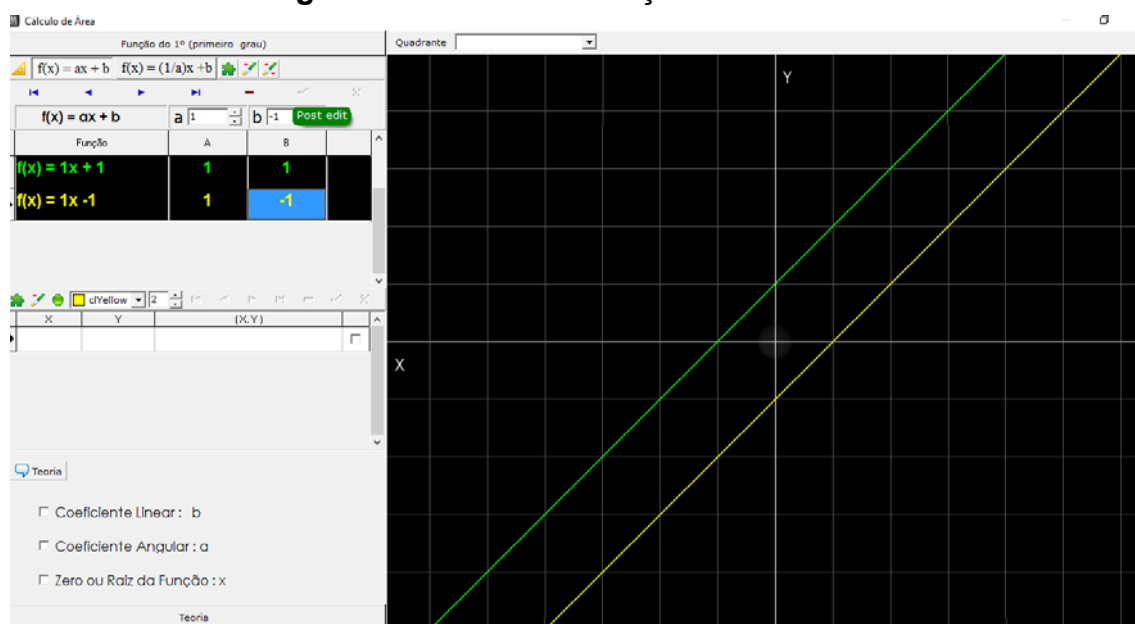 Cálculo de Área
Função do 1º (primeiro grau)
Quadrante
f(x) = ax + b f(x) = (1/a)x +b
f(x) = ax + b a 1 b -1 Post edit
Função A B
f(x) = 1x + 1 1 1
f(x) = 1x -1 1 -1
clYellow 2
X Y (X,Y)
Teoria
Coeficiente Linear : b
Coeficiente Angular : a
Zero ou Raiz da Função : x
Teoria
Y
X